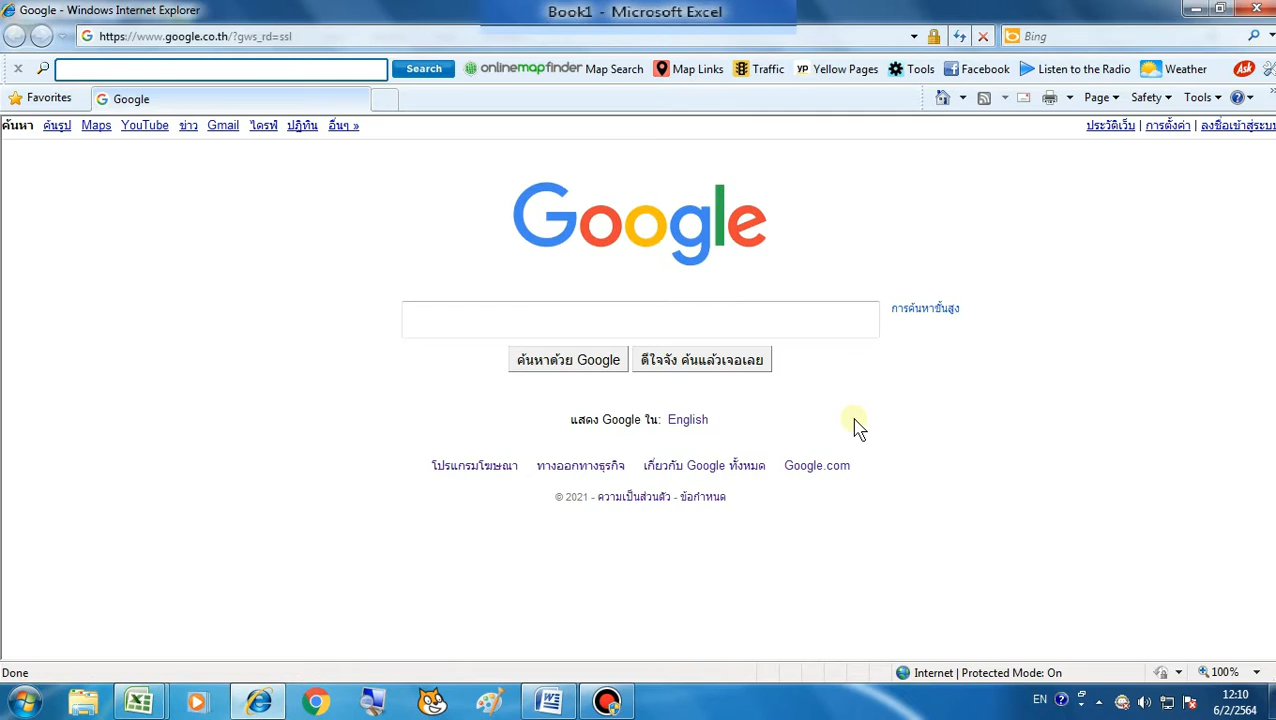 Google - Windows Internet Explorer
Book1 - Microsoft Excel
https://www.google.co.th/?gws_rd=ssl
Bing
Search
onlinemapfinder Map Search
Map Links
Traffic
YP Yellow Pages
Tools
Facebook
Listen to the Radio
Weather
Ask
Favorites
Google
Page
Safety
Tools
ค้นหา ค้นรูป Maps YouTube ข่าว Gmail ไดรฟ์ ปฏิทิน อื่นๆ »
ประวัติเว็บ | การตั้งค่า | ลงชื่อเข้าสู่ระบบ
Google
การค้นหาขั้นสูง
ค้นหาด้วย Google
ดีใจจัง ค้นแล้วเจอเลย
แสดง Google ใน: English
โปรแกรมโฆษณา ทางออกทางธุรกิจ เกี่ยวกับ Google ทั้งหมด Google.com
© 2021 - ความเป็นส่วนตัว - ข้อกำหนด
Done
Internet | Protected Mode: On
100%
EN
12:10
6/2/2564